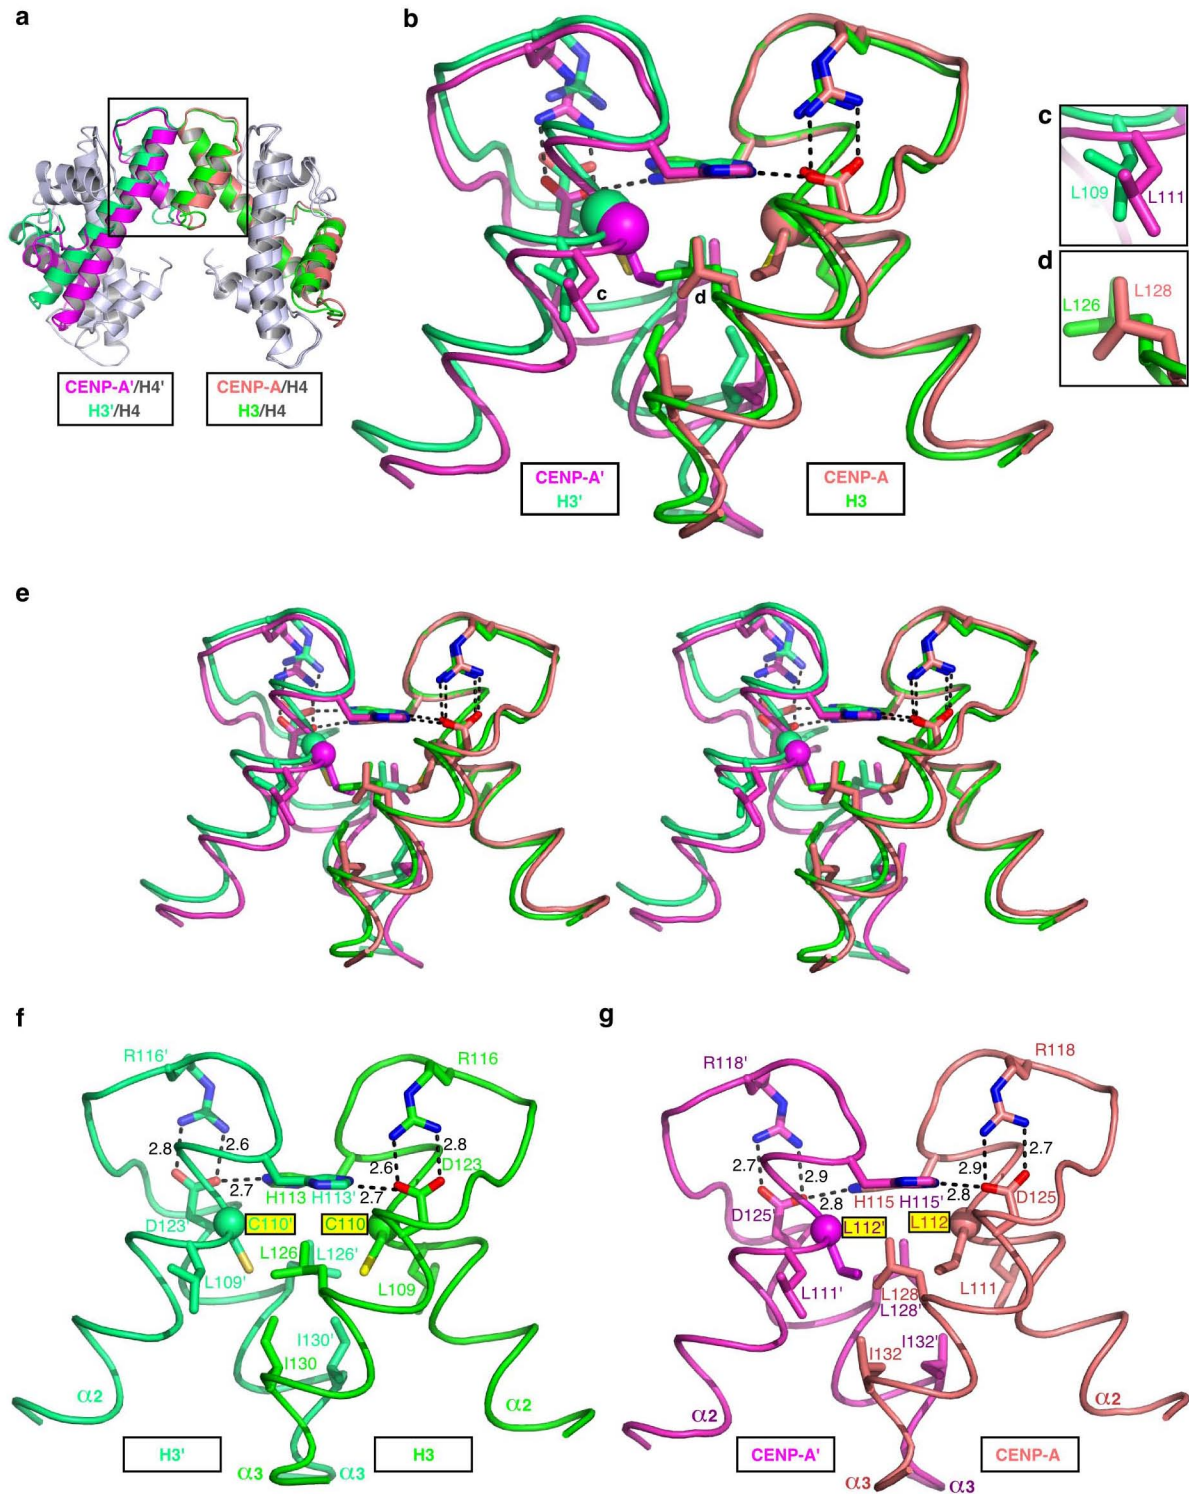 a
b
c
L109
L111
d
L126
L128
c
d
CENP-A'/H4'
H3'/H4
CENP-A/H4
H3/H4
CENP-A'
H3'
CENP-A
H3
e
f
R116'
R116
2.8
2.6
2.8
2.6
D123
2.7
H113
H113'
2.7
D123'
C110'
C110
L126
L126'
L109'
L109
I130'
I130
α2
α2
H3'
H3
α3
α3
g
R118'
R118
2.7
2.9
2.7
2.9
2.8
H115
H115'
2.8
D125
D125'
L112'
L112
L111'
L128
L111
L128'
I132
I132'
α2
α2
CENP-A'
CENP-A
α3
α3